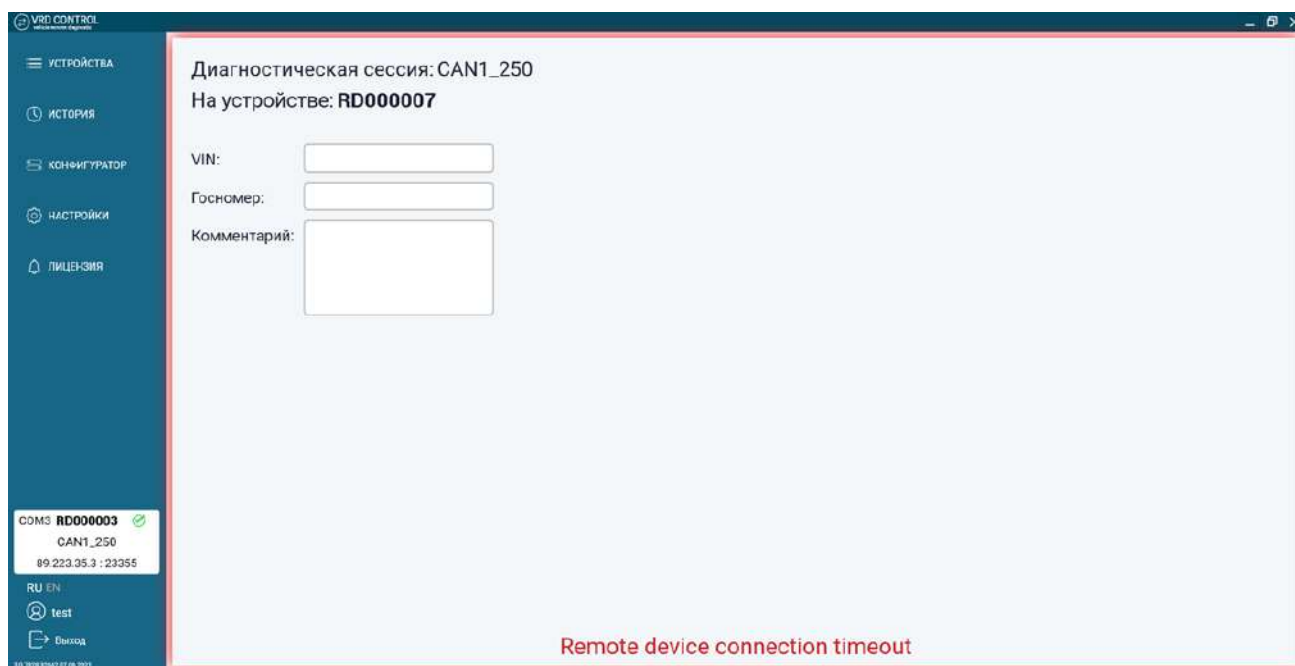 VRD CONTROL
УСТРОЙСТВА
ИСТОРИЯ
КОНФИГУРАТОР
НАСТРОЙКИ
ЛИЦЕНЗИЯ
Диагностическая сессия: CAN1_250
На устройстве: RD000007
VIN:
Госномер:
Комментарий:
COM3 RD000003
CAN1_250
89.223.35.3 : 23355
RU EN
test
Выход
Remote device connection timeout